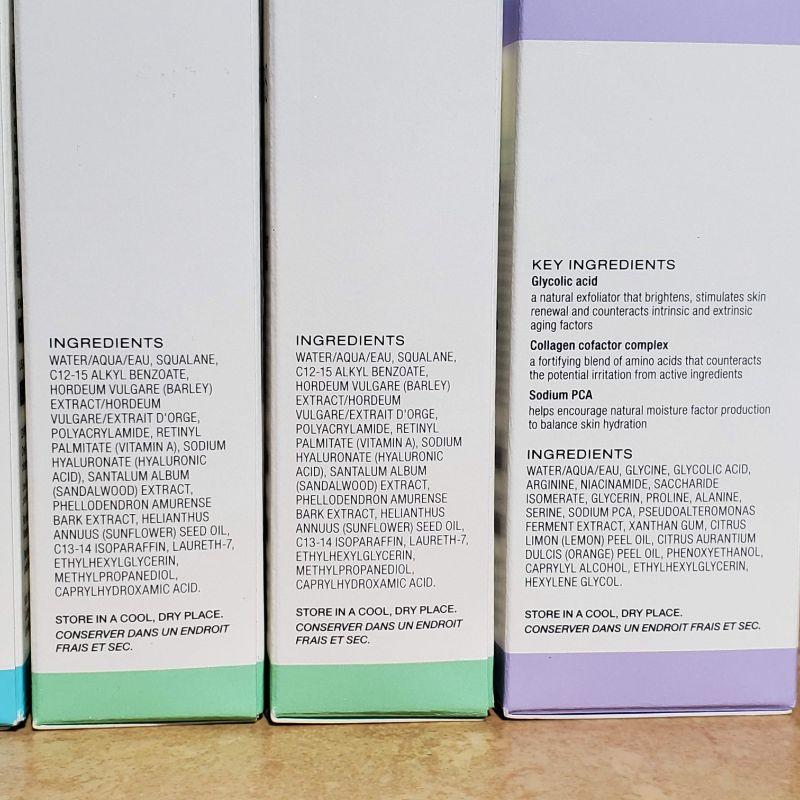 INGREDIENTS
WATER/AQUA/EAU, SQUALANE,
C12-15 ALKYL BENZOATE,
HORDEUM VULGARE (BARLEY)
EXTRACT/HORDEUM
VULGARE/EXTRAIT D'ORGE,
POLYACRYLAMIDE, RETINYL
PALMITATE (VITAMIN A), SODIUM
HYALURONATE (HYALURONIC
ACID), SANTALUM ALBUM
(SANDALWOOD) EXTRACT,
PHELLODENDRON AMURENSE
BARK EXTRACT, HELIANTHUS
ANNUUS (SUNFLOWER) SEED OIL,
C13-14 ISOPARAFFIN, LAURETH-7,
ETHYLHEXYLGLYCERIN,
METHYLPROPANEDIOL,
CAPRYLHYDROXAMIC ACID.
STORE IN A COOL, DRY PLACE.
CONSERVER DANS UN ENDROIT
FRAIS ET SEC.
INGREDIENTS
WATER/AQUA/EAU, SQUALANE,
C12-15 ALKYL BENZOATE,
HORDEUM VULGARE (BARLEY)
EXTRACT/HORDEUM
VULGARE/EXTRAIT D'ORGE,
POLYACRYLAMIDE, RETINYL
PALMITATE (VITAMIN A), SODIUM
HYALURONATE (HYALURONIC
ACID), SANTALUM ALBUM
(SANDALWOOD) EXTRACT,
PHELLODENDRON AMURENSE
BARK EXTRACT, HELIANTHUS
ANNUUS (SUNFLOWER) SEED OIL,
C13-14 ISOPARAFFIN, LAURETH-7,
ETHYLHEXYLGLYCERIN,
METHYLPROPANEDIOL,
CAPRYLHYDROXAMIC ACID.
STORE IN A COOL, DRY PLACE.
CONSERVER DANS UN ENDROIT
FRAIS ET SEC.
KEY INGREDIENTS
Glycolic acid
a natural exfoliator that brightens, stimulates skin
renewal and counteracts intrinsic and extrinsic
aging factors
Collagen cofactor complex
a fortifying blend of amino acids that counteracts
the potential irritation from active ingredients
Sodium PCA
helps encourage natural moisture factor production
to balance skin hydration
INGREDIENTS
WATER/AQUA/EAU, GLYCINE, GLYCOLIC ACID,
ARGININE, NIACINAMIDE, SACCHARIDE
ISOMERATE, GLYCERIN, PROLINE, ALANINE,
SERINE, SODIUM PCA, PSEUDOALTEROMONAS
FERMENT EXTRACT, XANTHAN GUM, CITRUS
LIMON (LEMON) PEEL OIL, CITRUS AURANTIUM
DULCIS (ORANGE) PEEL OIL, PHENOXYETHANOL,
CAPRYLYL ALCOHOL, ETHYLHEXYLGLYCERIN,
HEXYLENE GLYCOL.
STORE IN A COOL, DRY PLACE.
CONSERVER DANS UN ENDROIT FRAIS ET SEC.